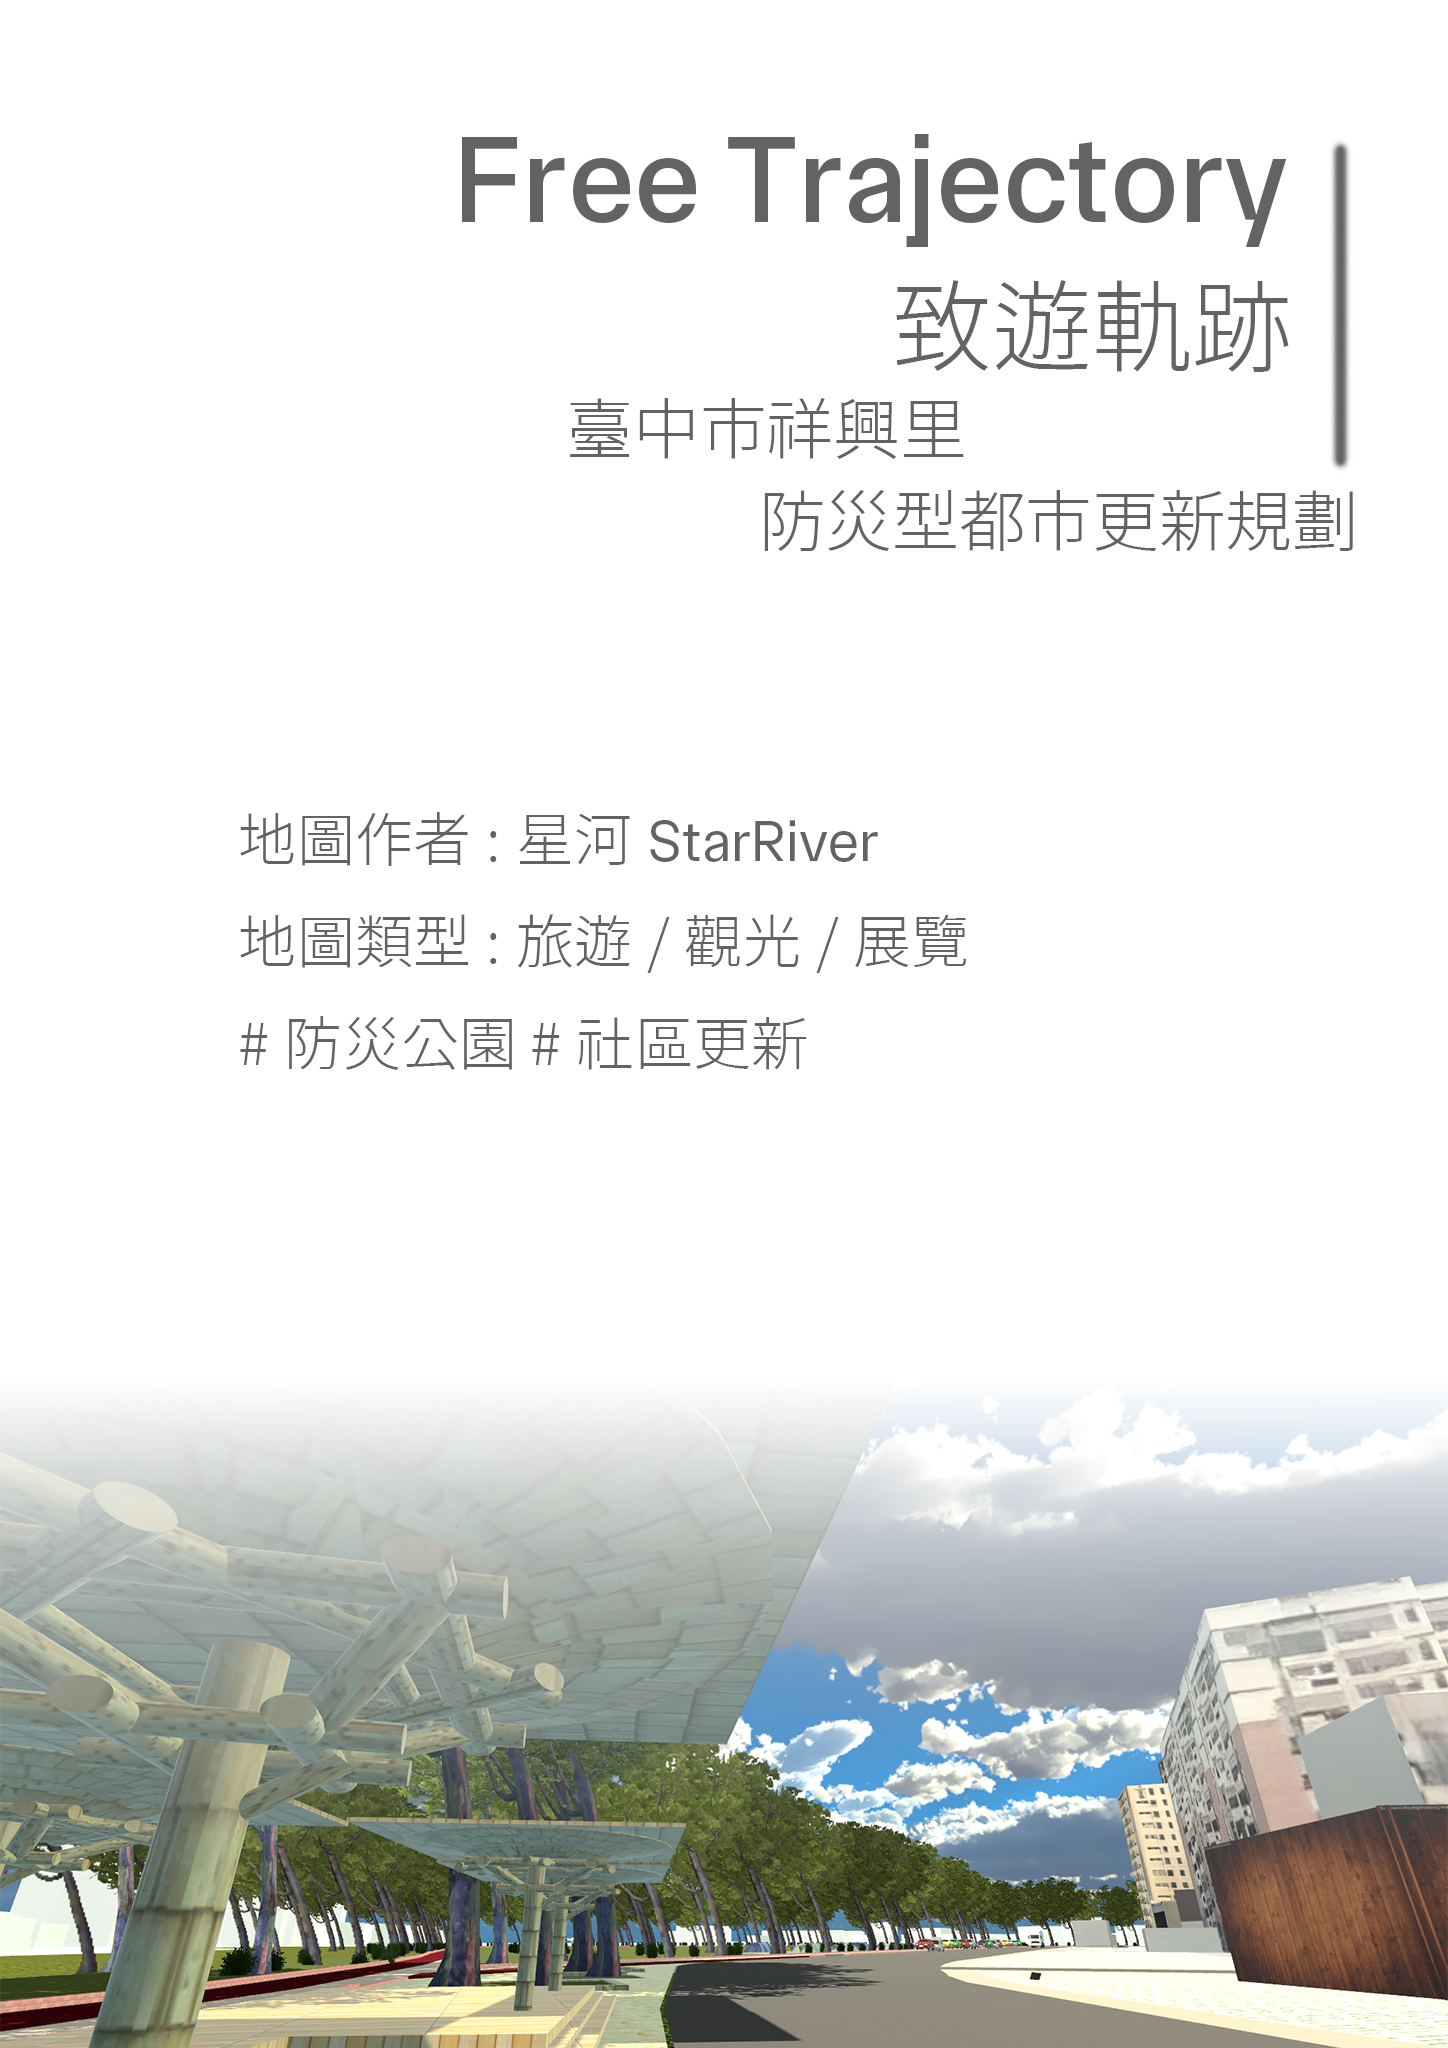 Free Trajectory
致遊軌跡
臺中市祥興里
防災型都市更新規劃
地圖作者 : 星河 StarRiver
地圖類型 : 旅遊 / 觀光 / 展覽
# 防災公園 # 社區更新